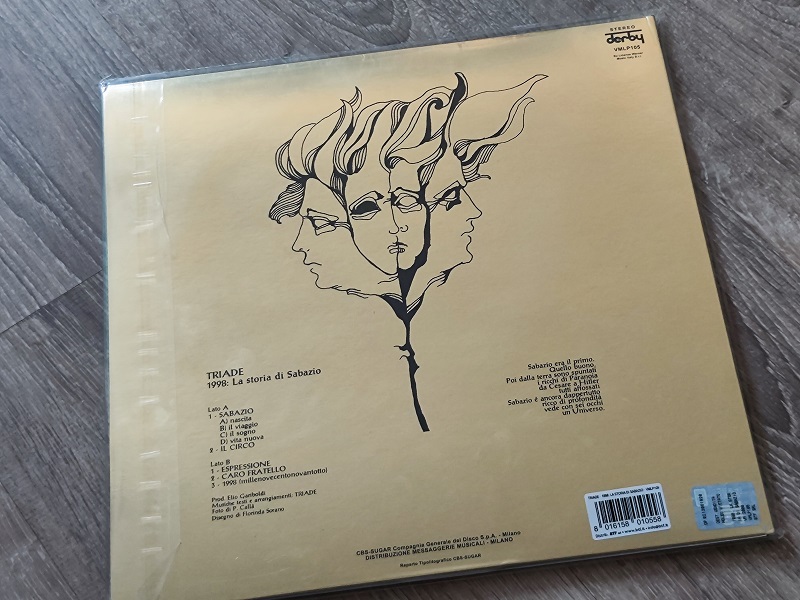 STEREO
derby
VMLP105
TRIADE
1998: La storia di Sabazio
Lato A
1 - SABAZIO
A) nascita
B) il viaggio
C) il sogno
D) vita nuova
2 - IL CIRCO
Lato B
1 - ESPRESSIONE
2 - CARO FRATELLO
3 - 1998 (millenovecentonovantotto)
Prod. Elio Gariboldi
Musiche testi e arrangiamenti: TRIADE
Foto di P. Callà
Disegno di Florinda Sorano
Sabazio era il primo.
Quello buono.
Poi dalla terra sono spuntati
i ricchi di Paranoia
da Cesare a Hitler
tutti affossati
Sabazio è ancora dappertutto
ricco di profondità
vede con sei occhi
un Universo.
CBS-SUGAR Compagnia Generale del Disco S.p.A. - Milano
DISTRIBUZIONE MESSAGGERIE MUSICALI - MILANO
Reparto Tipolitografico CBS-SUGAR
TRIADE - 1998: LA STORIA DI SABAZIO - VMLP105
8 016158 010558